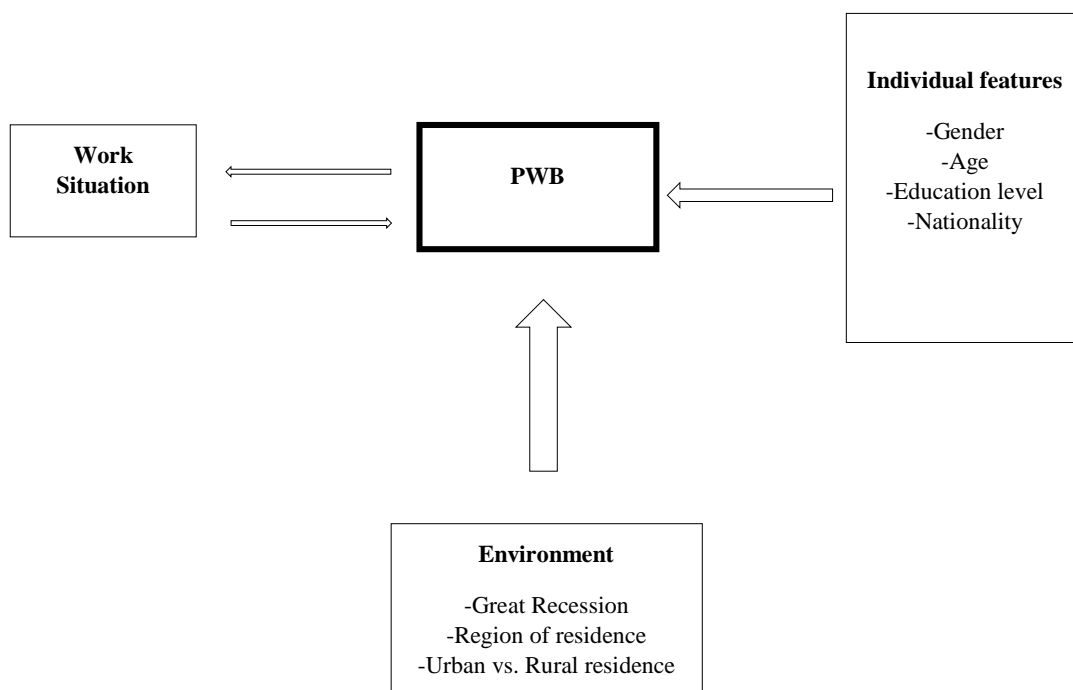 Work
Situation
PWB
Individual features
-Gender
-Age
-Education level
-Nationality
Environment
-Great Recession
-Region of residence
-Urban vs. Rural residence